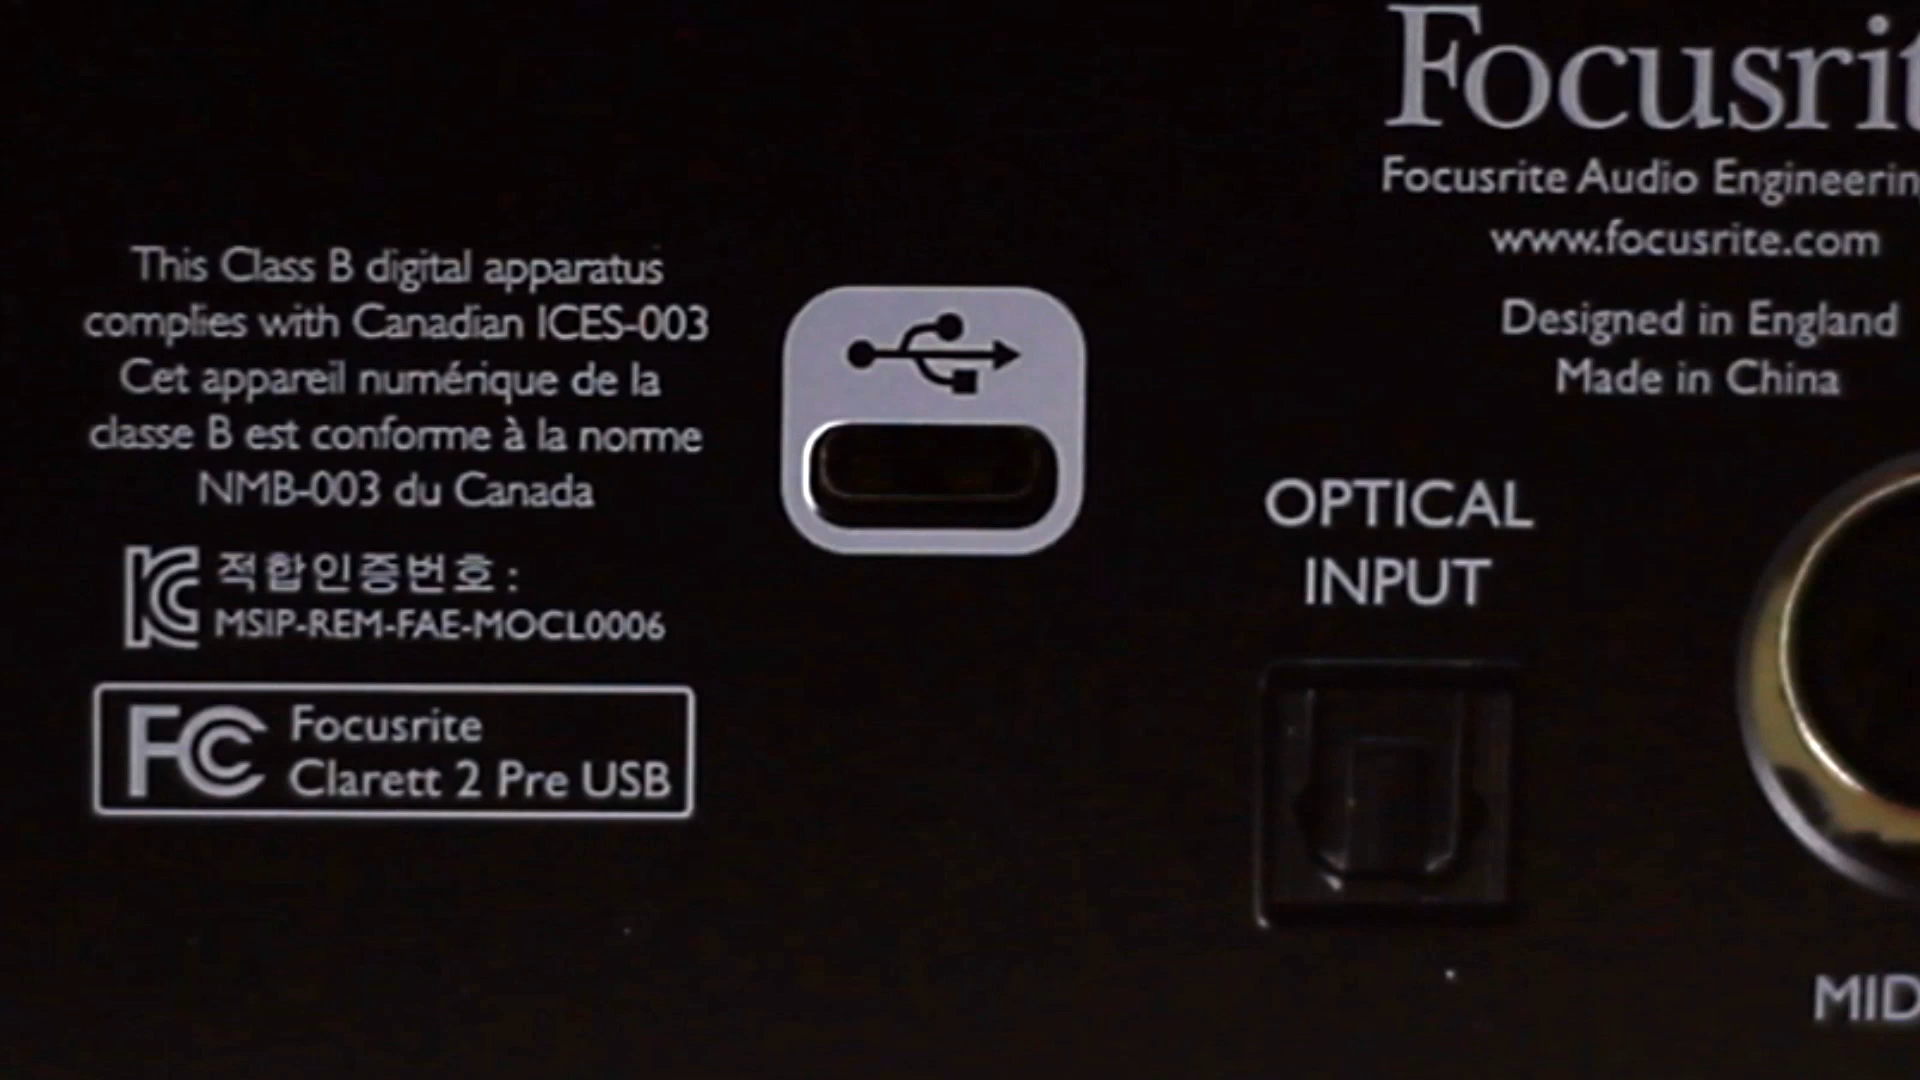 This Class B digital apparatus
complies with Canadian ICES-003
Cet appareil numérique de la
classe B est conforme à la norme
NMB-003 du Canada
적합인증번호:
MSIP-REM-FAE-MOCL0006
FC Focusrite
Clarett 2 Pre USB
OPTICAL
INPUT
Focusrit
Focusrite Audio Engineerin
www.focusrite.com
Designed in England
Made in China
MID